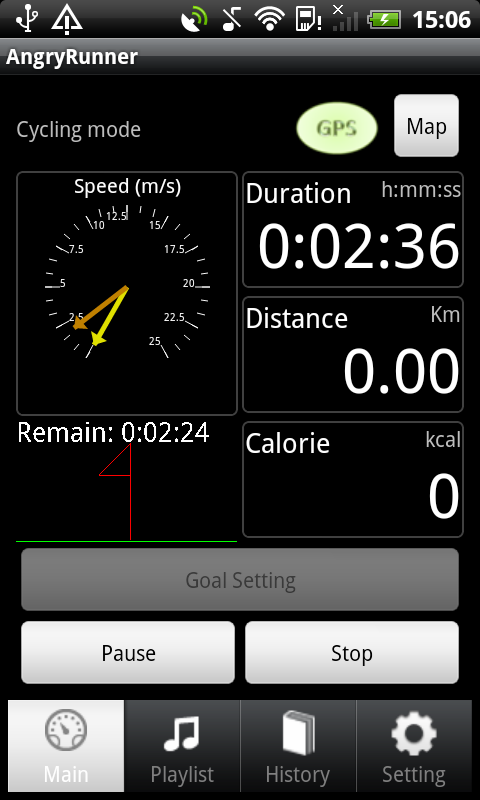 15:06
AngryRunner
Cycling mode
GPS
Map
Speed (m/s)
12.5
10
15
7.5
17.5
5
20
2.5
22.5
25
Duration h:mm:ss
0:02:36
Distance Km
0.00
Remain: 0:02:24
Calorie kcal
0
Goal Setting
Pause
Stop
Main
Playlist
History
Setting